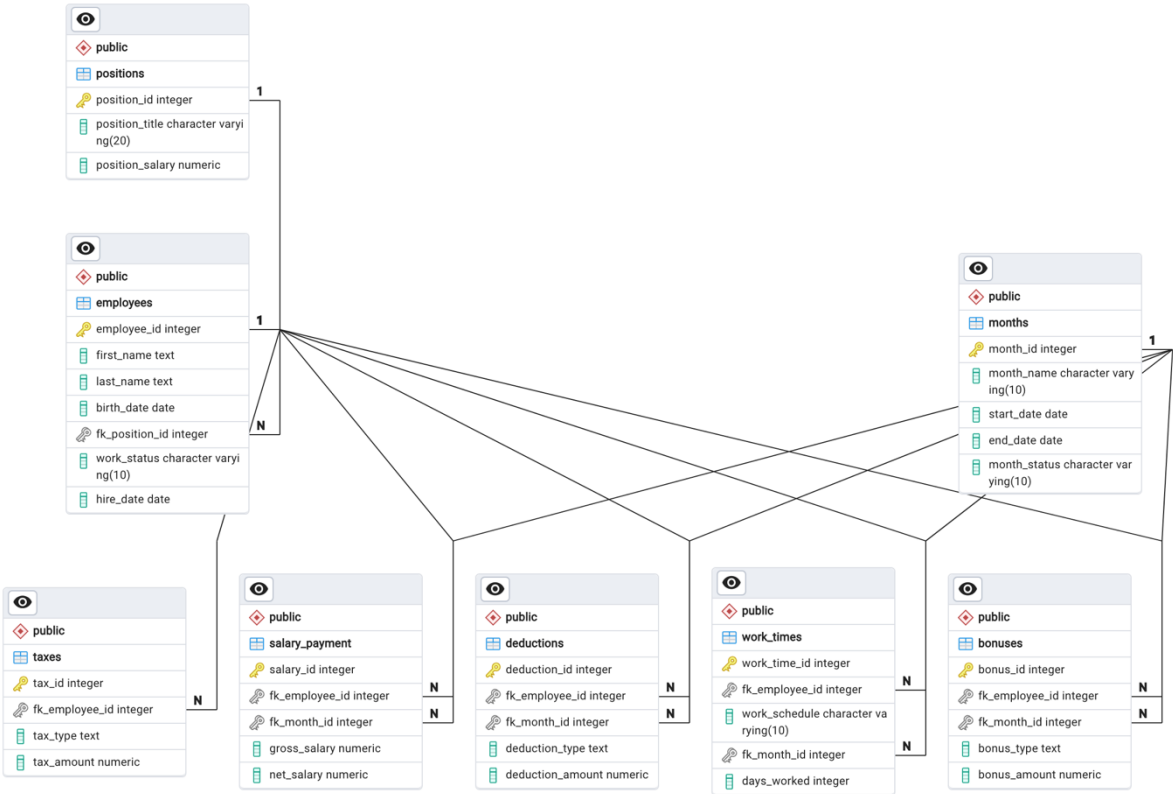 public
positions
position_id integer
position_title character varyi
ng(20)
position_salary numeric
1
public
employees
employee_id integer
first_name text
last_name text
birth_date date
fk_position_id integer
work_status character varyi
ng(10)
hire_date date
1
N
public
months
month_id integer
month_name character vary
ing(10)
start_date date
end_date date
month_status character var
ying(10)
1
public
taxes
tax_id integer
fk_employee_id integer
tax_type text
tax_amount numeric
N
public
salary_payment
salary_id integer
fk_employee_id integer
fk_month_id integer
gross_salary numeric
net_salary numeric
N
N
public
deductions
deduction_id integer
fk_employee_id integer
fk_month_id integer
deduction_type text
deduction_amount numeric
N
N
public
work_times
work_time_id integer
fk_employee_id integer
work_schedule character va
rying(10)
fk_month_id integer
days_worked integer
N
N
public
bonuses
bonus_id integer
fk_employee_id integer
fk_month_id integer
bonus_type text
bonus_amount numeric
N
N